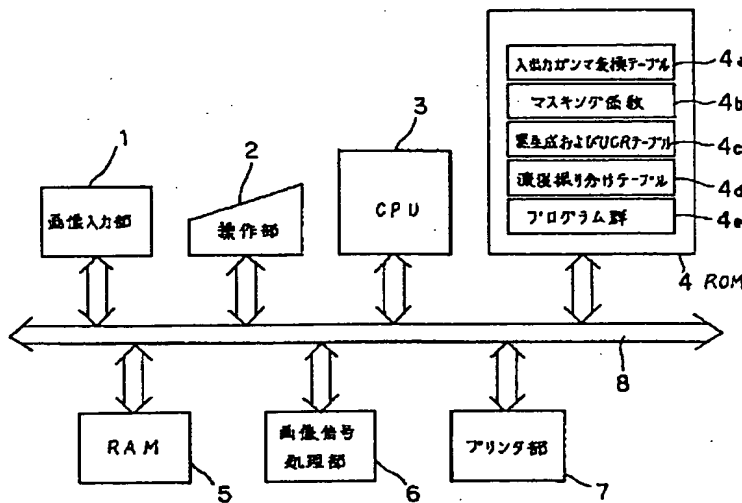 入出力ガンマ変換テーブル
4a
マスキング係数
4b
黒生成およびUCRテーブル
4c
濃淡振り分けテーブル
4d
プログラム群
4e
4 ROM
1
画像入力部
2
操作部
3
CPU
8
RAM
5
画像信号
処理部
6
プリンタ部
7